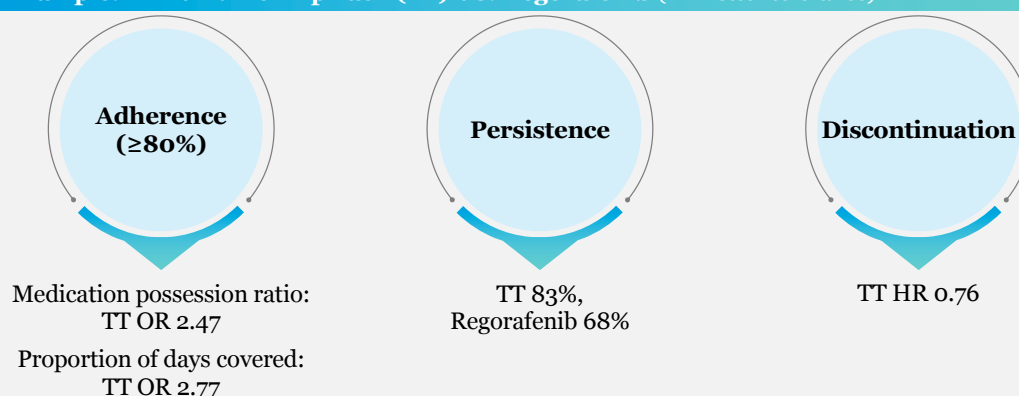 Adherence
(≥80%)
Persistence
Discontinuation
Medication possession ratio:
TT OR 2.47
Proportion of days covered:
TT OR 2.77
TT 83%,
Regorafenib 68%
TT HR 0.76